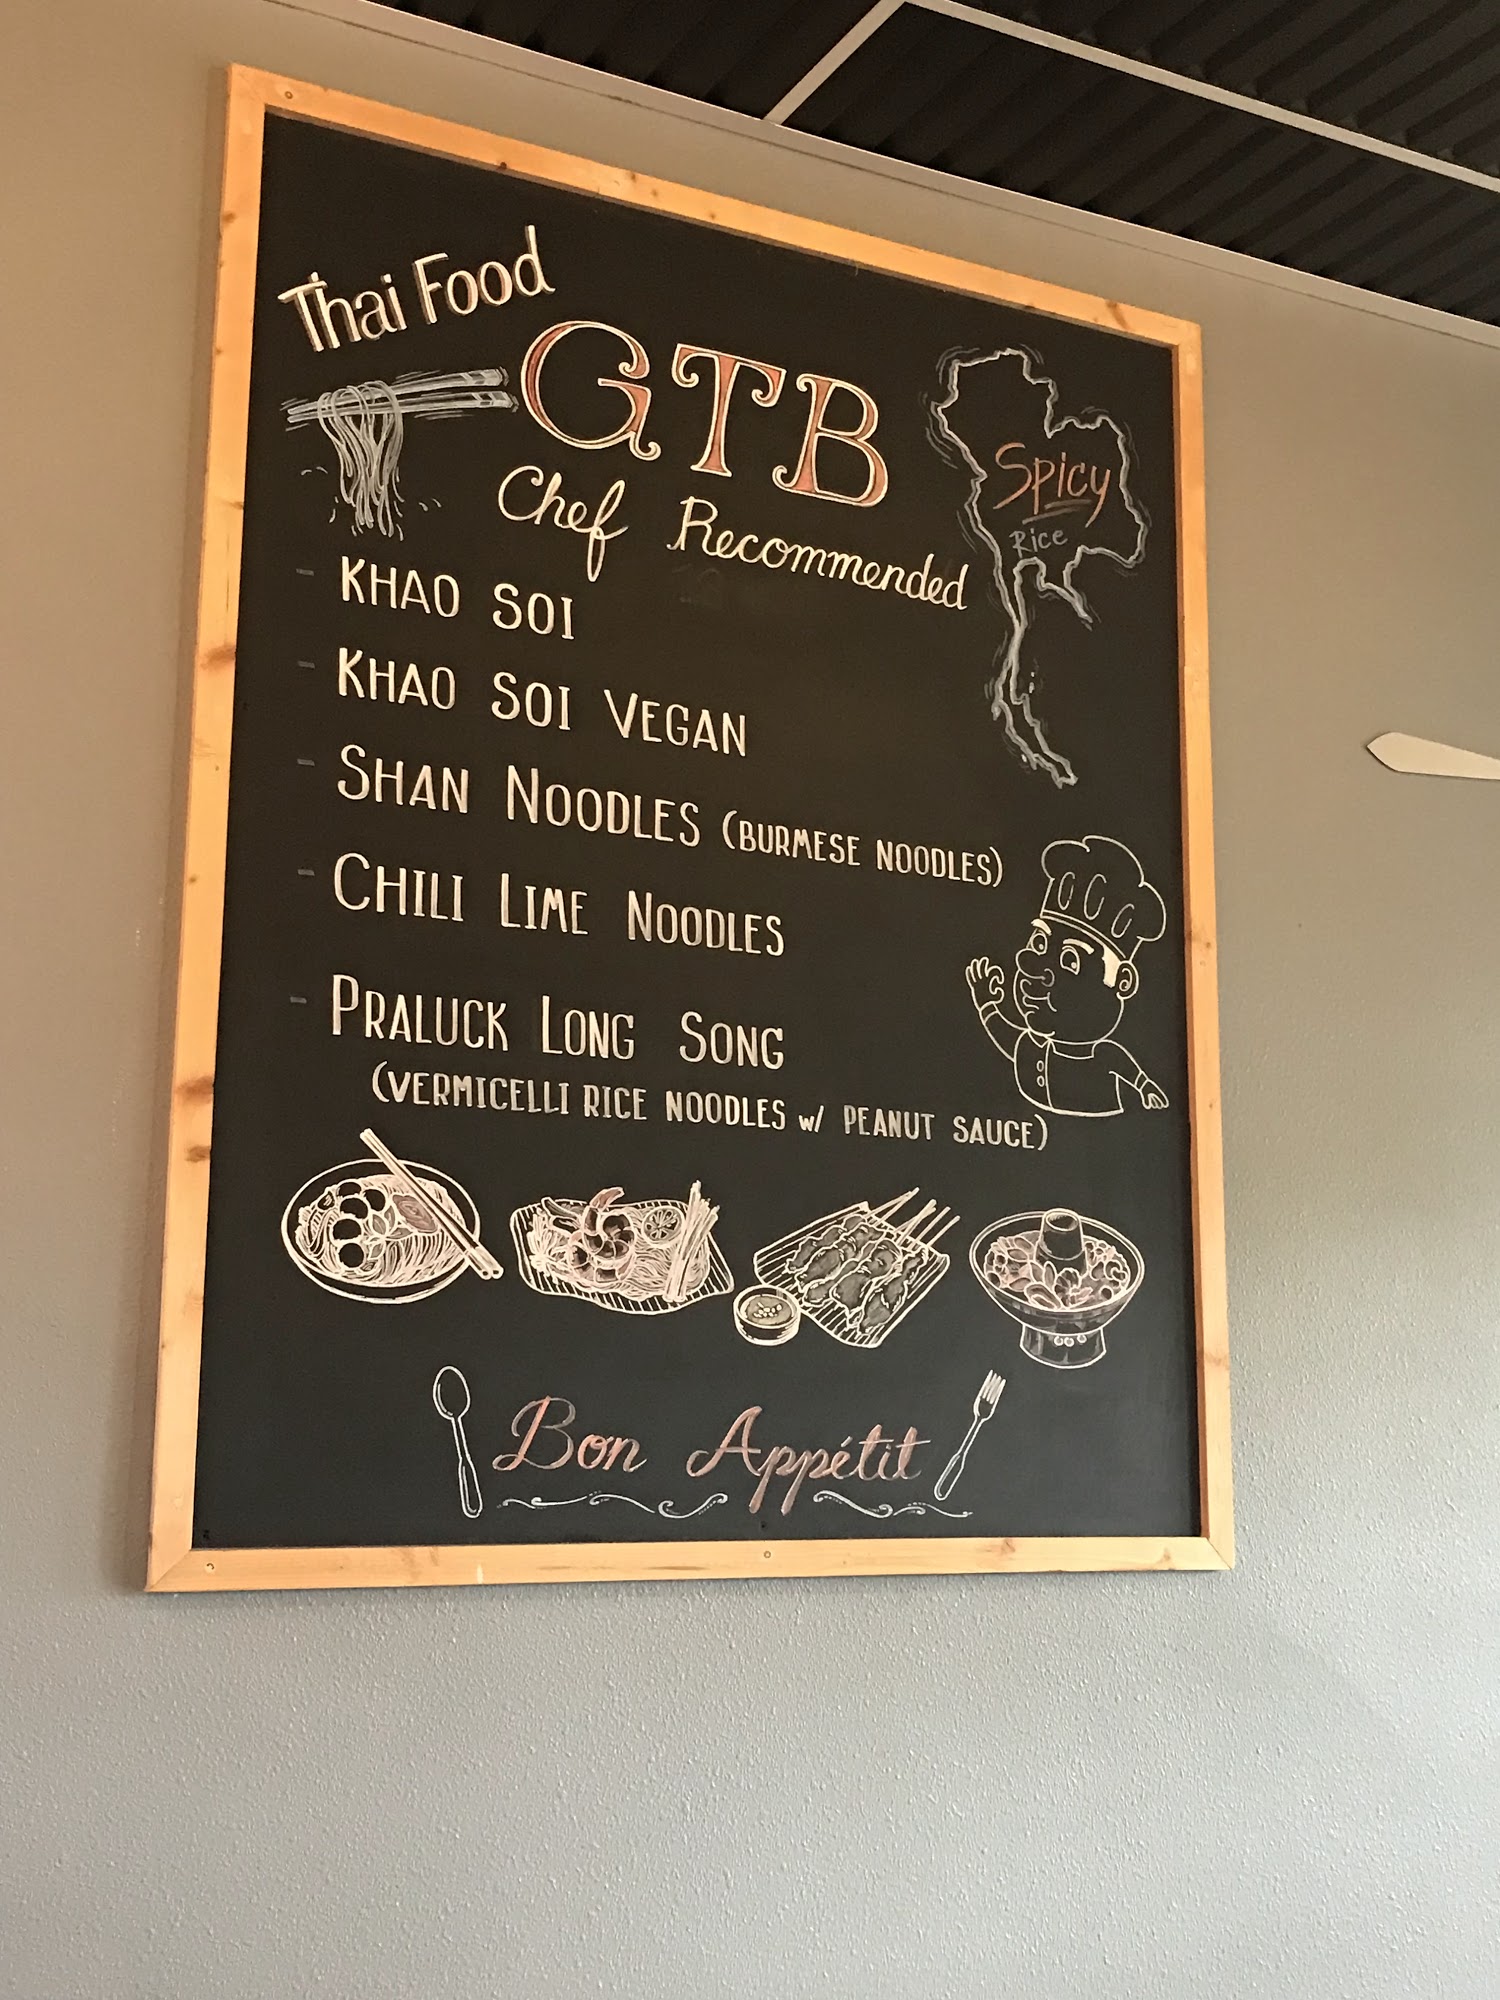 Thai Food
GTB
Chef Recommended
Spicy
Rice
- KHAO SOI
- KHAO SOI VEGAN
- SHAN NOODLES (BURMESE NOODLES)
- CHILI LIME NOODLES
- PRALUCK LONG SONG
(VERMICELLI RICE NOODLES w/ PEANUT SAUCE)
Bon Appétit